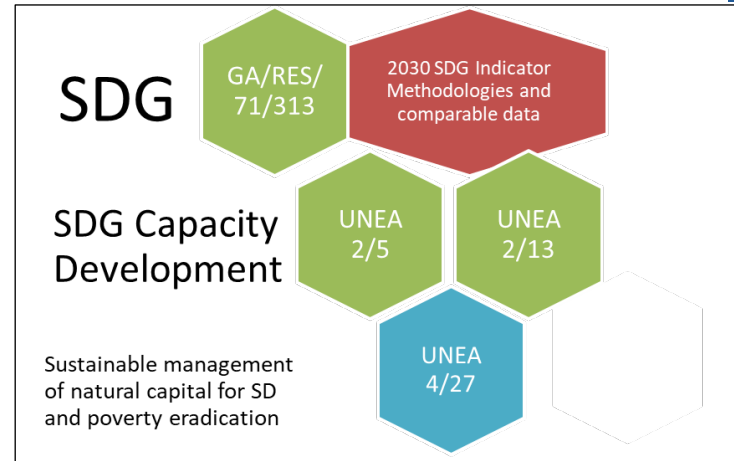 SDG
GA/RES/
71/313
2030 SDG Indicator
Methodologies and
comparable data
SDG Capacity
Development
UNEA
2/5
UNEA
2/13
Sustainable management
of natural capital for SD
and poverty eradication
UNEA
4/27